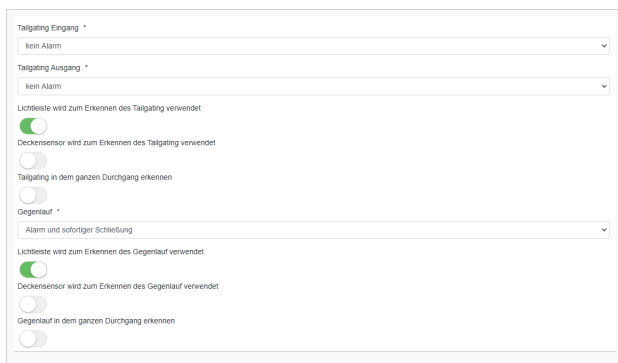 Tailgating Eingang *
kein Alarm
Tailgating Ausgang *
kein Alarm
Lichtleiste wird zum Erkennen des Tailgating verwendet
Deckensensor wird zum Erkennen des Tailgating verwendet
Tailgating in dem ganzen Durchgang erkennen
Gegenlauf *
Alarm und sofortiger Schließung
Lichtleiste wird zum Erkennen des Gegenlauf verwendet
Deckensensor wird zum Erkennen des Gegenlauf verwendet
Gegenlauf in dem ganzen Durchgang erkennen